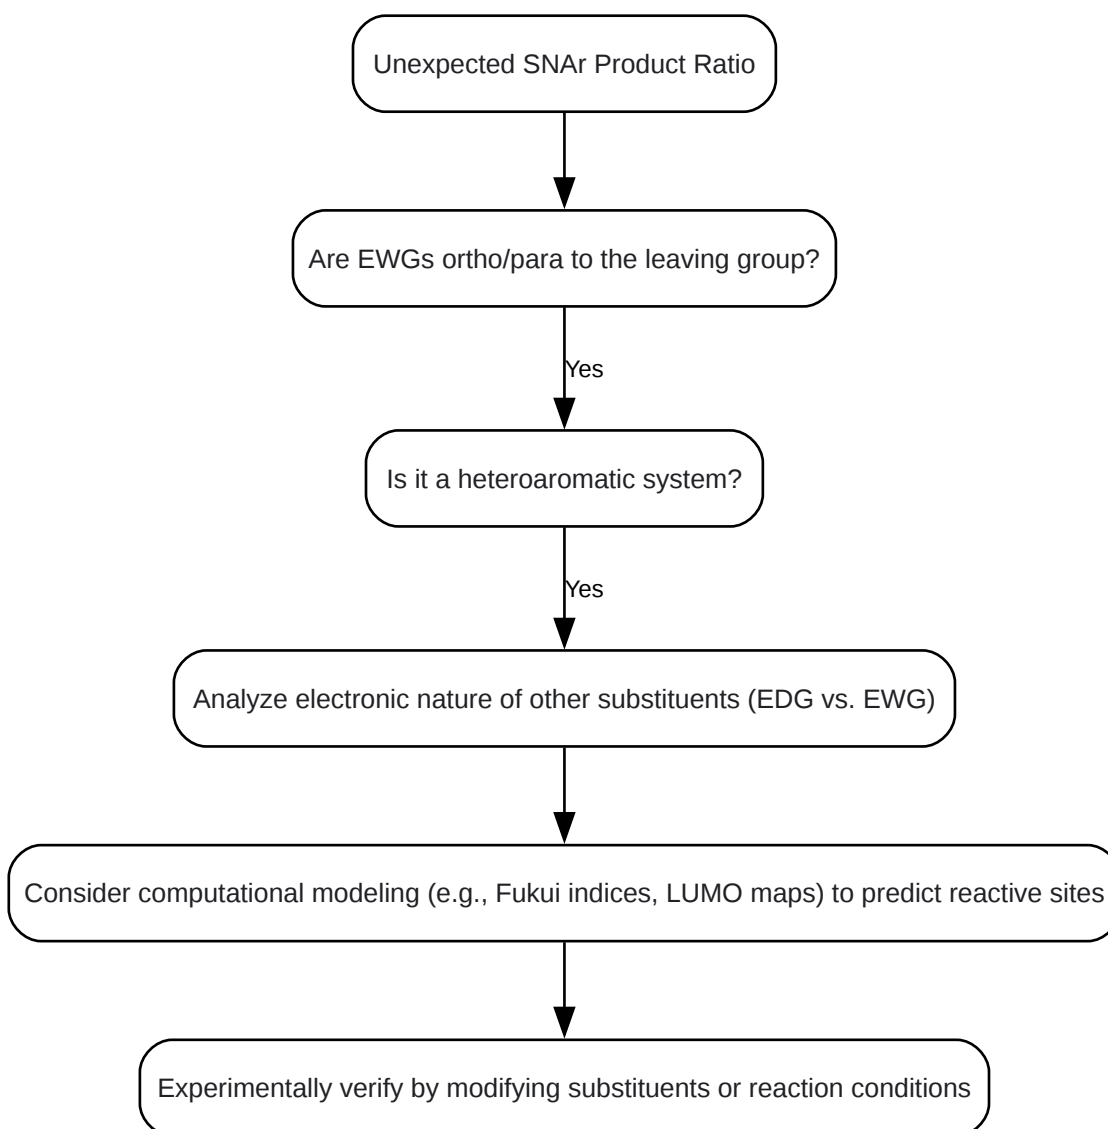 Unexpected SNAr Product Ratio
Are EWGs ortho/para to the leaving group?
Yes
Is it a heteroaromatic system?
Yes
Analyze electronic nature of other substituents (EDG vs. EWG)
Consider computational modeling (e.g., Fukui indices, LUMO maps) to predict reactive sites
Experimentally verify by modifying substituents or reaction conditions